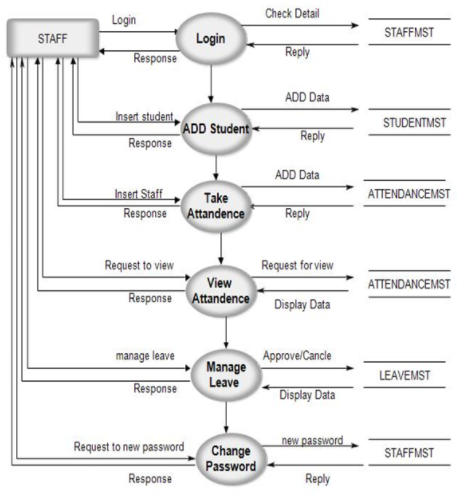 Login
Check Detail
STAFF
Login
STAFFMST
Response
Reply
ADD Data
Insert student
ADD Student
STUDENTMST
Response
Reply
ADD Data
Insert Staff
Take
Attandence
ATTENDANCEMST
Response
Reply
Request to view
Request for view
View
Attandence
ATTENDANCEMST
Response
Display Data
manage leave
Approve/Cancle
Manage
Leave
LEAVEMST
Response
Display Data
Request to new password
new password
Change
Password
STAFFMST
Response
Reply